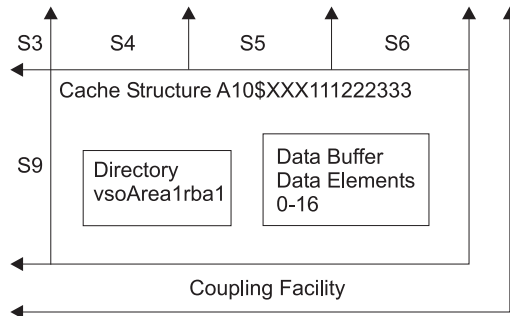 S3 S4 S5 S6
Cache Structure A10$XXX111222333
S9
Directory
vsoArea1rba1
Data Buffer
Data Elements
0-16
Coupling Facility